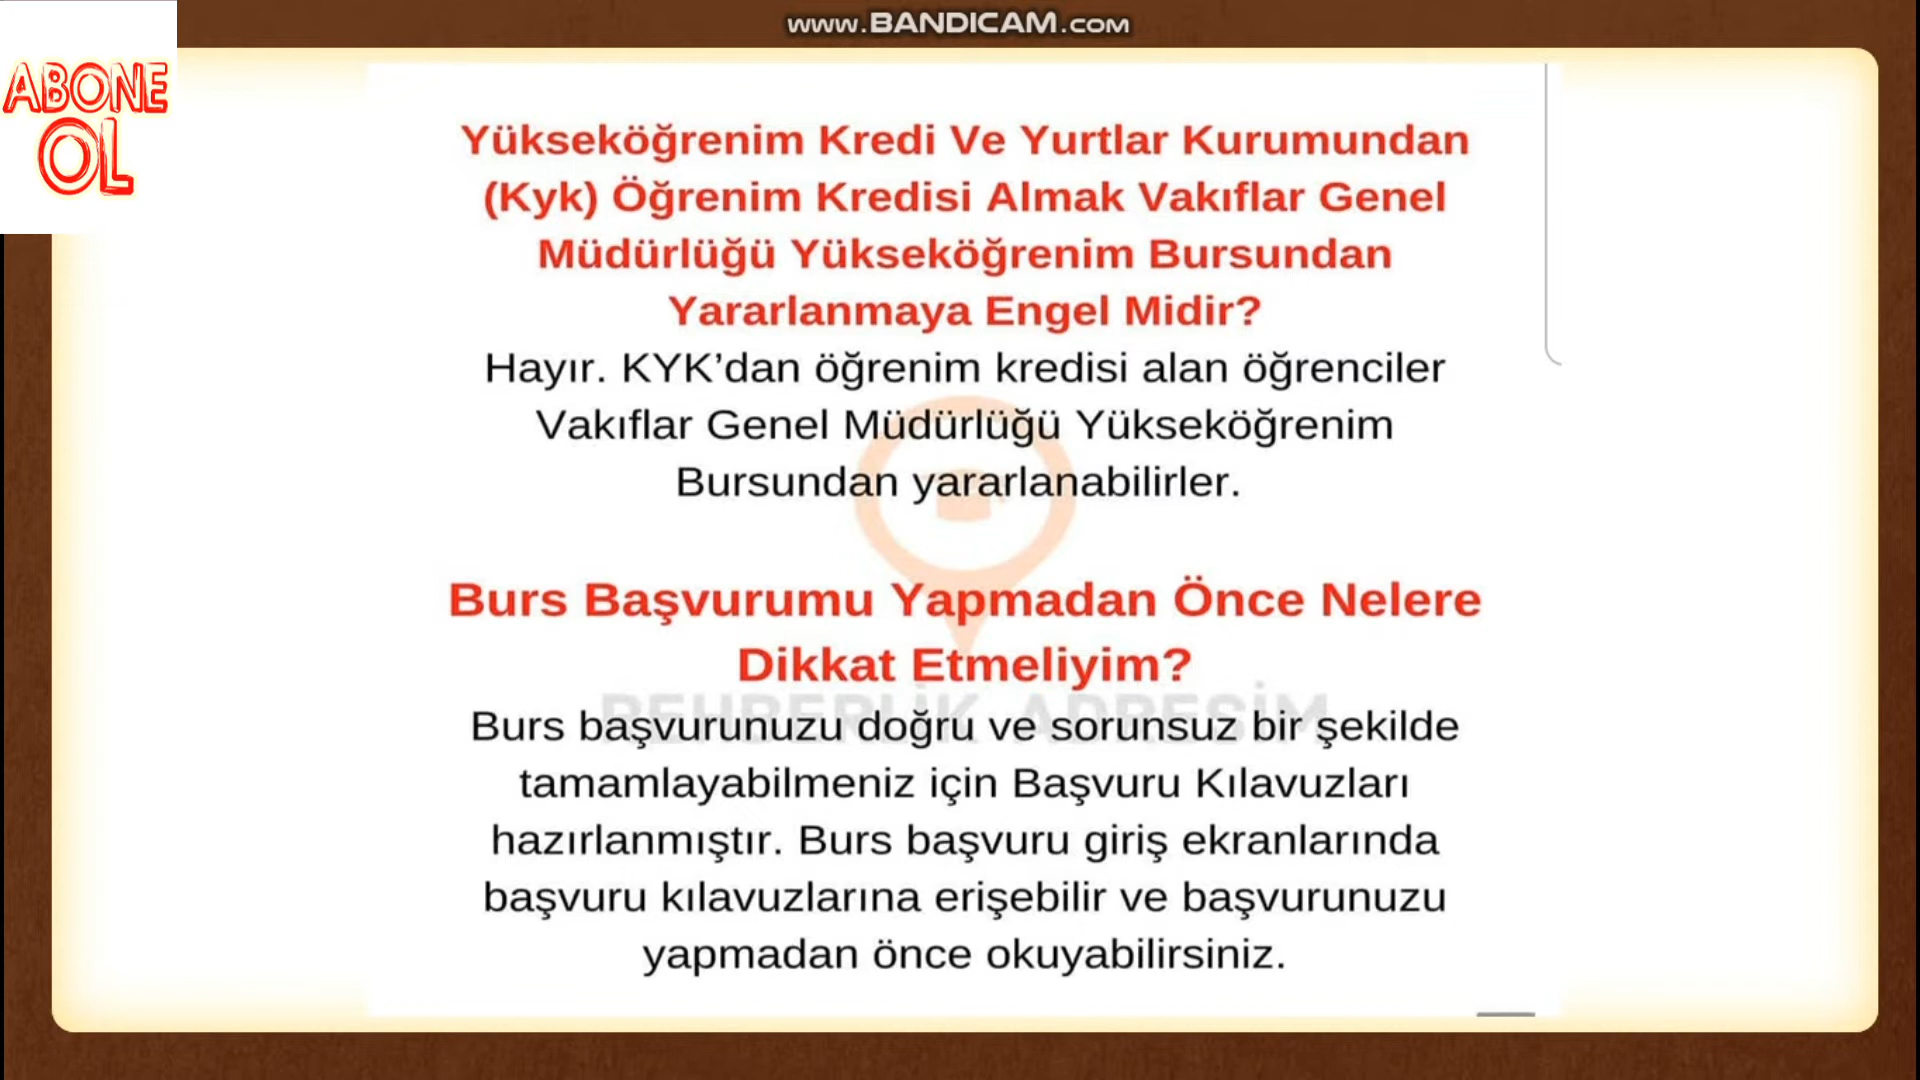 www.BANDICAM.com
ABONE
OL
Yükseköğrenim Kredi Ve Yurtlar Kurumundan
(Kyk) Öğrenim Kredisi Almak Vakıflar Genel
Müdürlüğü Yükseköğrenim Bursundan
Yararlanmaya Engel Midir?
Hayır. KYK’dan öğrenim kredisi alan öğrenciler
Vakıflar Genel Müdürlüğü Yükseköğrenim
Bursundan yararlanabilirler.
Burs Başvurumu Yapmadan Önce Nelere
Dikkat Etmeliyim?
REHBERLİK ADRESİM
Burs başvurunuzu doğru ve sorunsuz bir şekilde
tamamlayabilmeniz için Başvuru Kılavuzları
hazırlanmıştır. Burs başvuru giriş ekranlarında
başvuru kılavuzlarına erişebilir ve başvurunuzu
yapmadan önce okuyabilirsiniz.